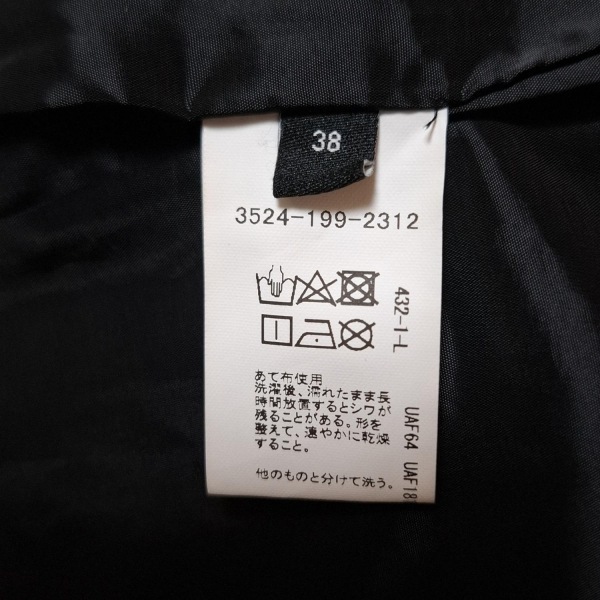 38
3524-199-2312
432-1-L
あて布使用
洗濯後、濡れたまま長
時間放置するとシワが
残ることがある。形を
整えて、速やかに乾燥
すること。
他のものと分けて洗う。
UAF64 UAF18